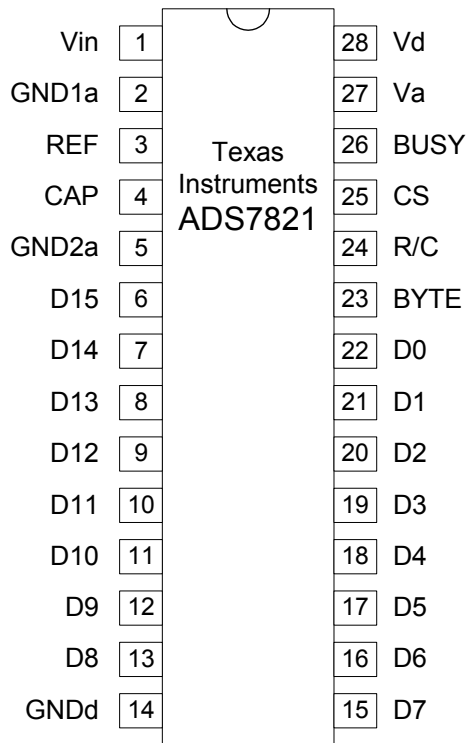 Vin 1 28 Vd
GND1a 2 27 Va
REF 3 26 BUSY
Texas
Instruments
ADS7821
CAP 4 25 CS
GND2a 5 24 R/C
D15 6 23 BYTE
D14 7 22 D0
D13 8 21 D1
D12 9 20 D2
D11 10 19 D3
D10 11 18 D4
D9 12 17 D5
D8 13 16 D6
GNDd 14 15 D7